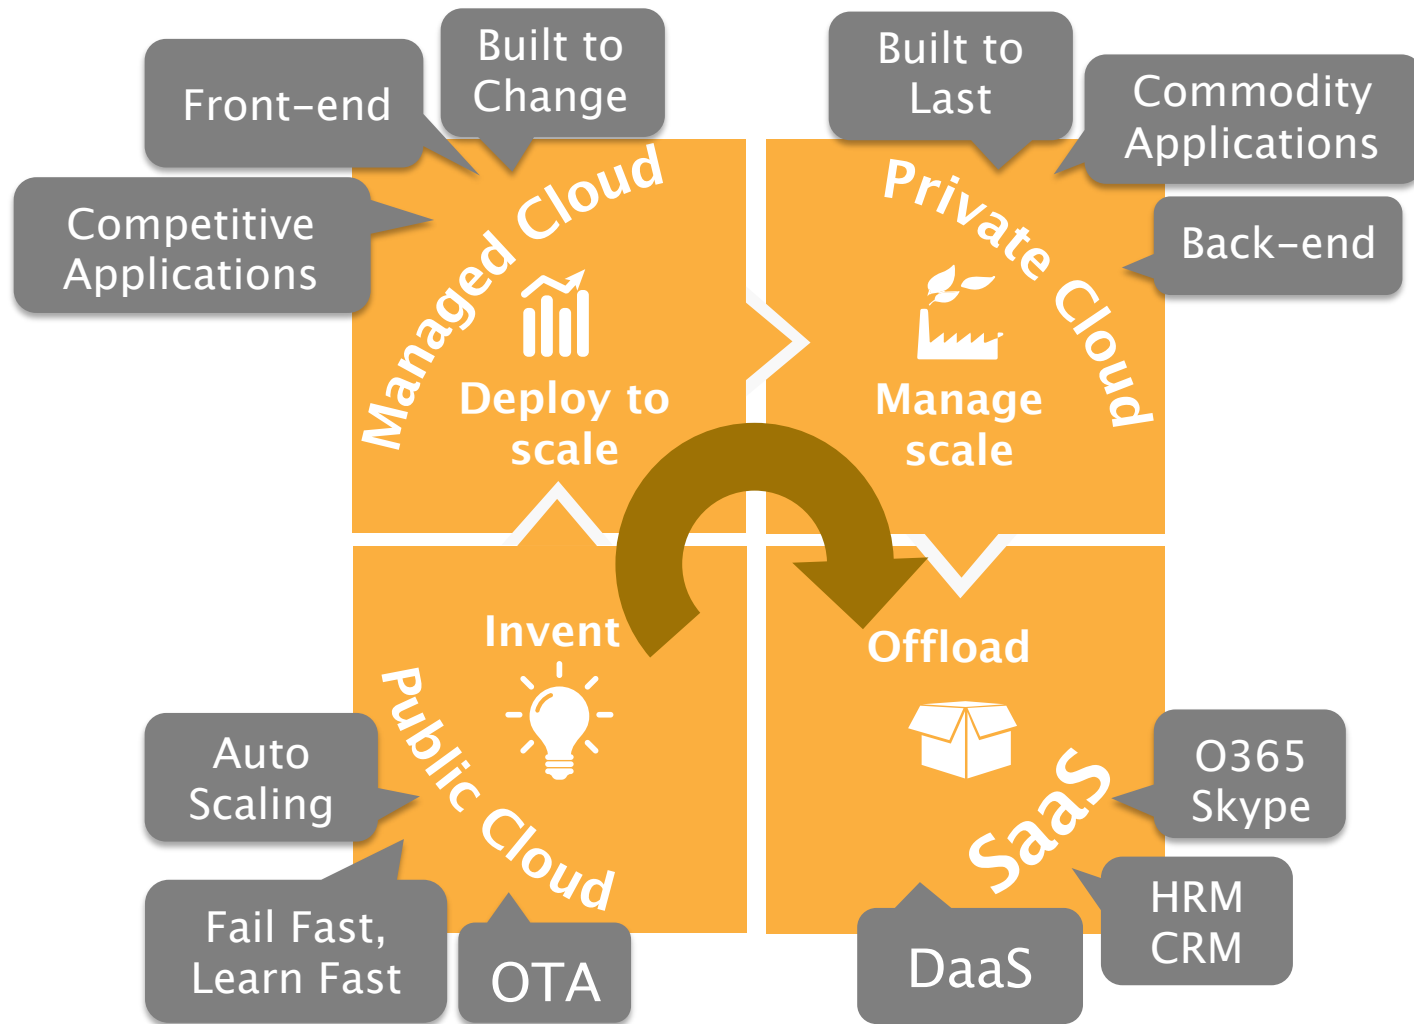 Built to
Change
Front-end
Competitive
Applications
Managed Cloud
Deploy to
scale
Built to
Last
Commodity
Applications
Back-end
Private Cloud
Manage
scale
Invent
Public Cloud
Auto
Scaling
Fail Fast,
Learn Fast
OTA
Offload
SaaS
O365
Skype
HRM
CRM
DaaS